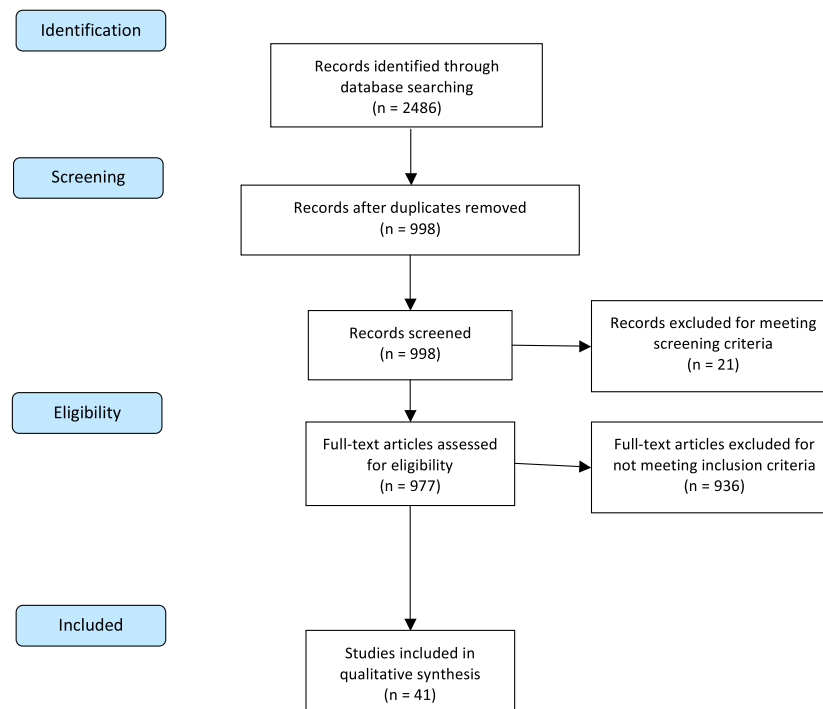 Identification
Records identified through
database searching
(n = 2486)
Screening
Records after duplicates removed
(n = 998)
Records screened
(n = 998)
Records excluded for meeting
screening criteria
(n = 21)
Eligibility
Full-text articles assessed
for eligibility
(n = 977)
Full-text articles excluded for
not meeting inclusion criteria
(n = 936)
Included
Studies included in
qualitative synthesis
(n = 41)